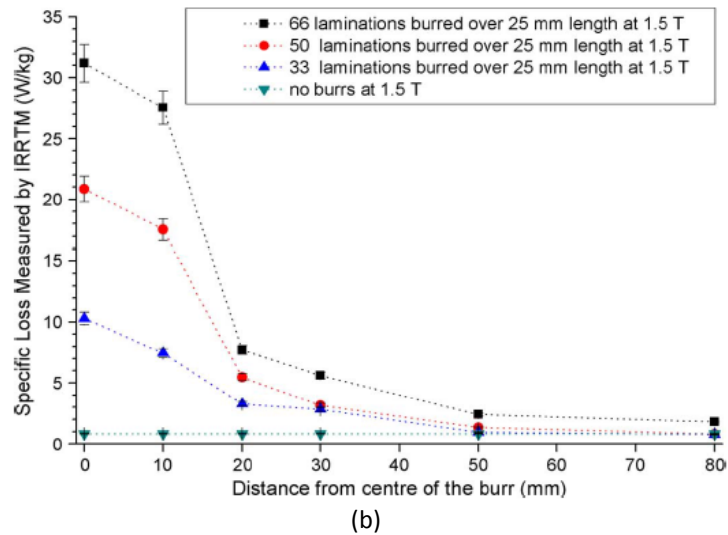 66 laminations burred over 25 mm length at 1.5 T
50 laminations burred over 25 mm length at 1.5 T
33 laminations burred over 25 mm length at 1.5 T
no burrs at 1.5 T
Specific Loss Measured by IRRTM (W/kg)
35
30
25
20
15
10
5
0
0 10 20 30 40 50 60 70 80
Distance from centre of the burr (mm)
(b)